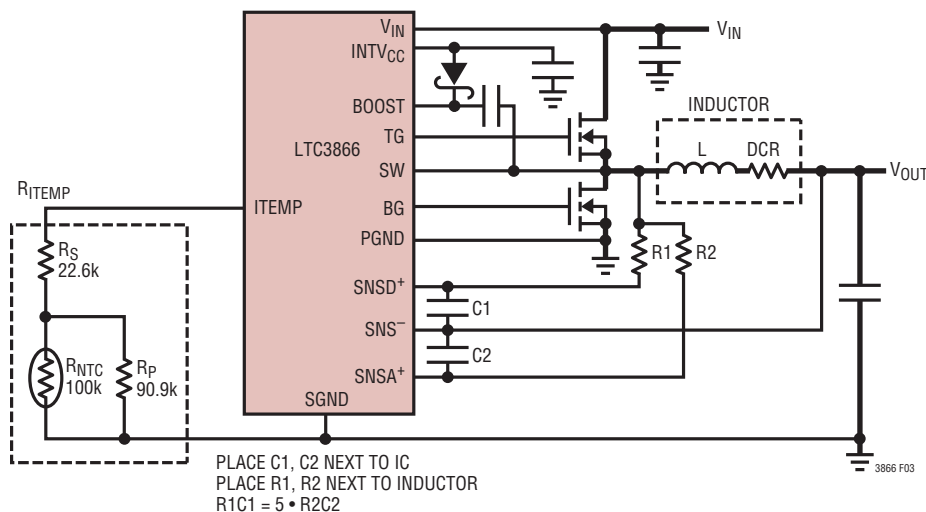 V_IN
V_IN
INTV_CC
INDUCTOR
BOOST
TG
L
DCR
LTC3866
SW
V_OUT
R_ITEMP
ITEMP
BG
R_S
22.6k
PGND
R1
R2
SNSD+
C1
SNS–
R_NTC
100k
R_P
90.9k
C2
SNSA+
SGND
PLACE C1, C2 NEXT TO IC
PLACE R1, R2 NEXT TO INDUCTOR
R1C1 = 5 • R2C2
3866 F03